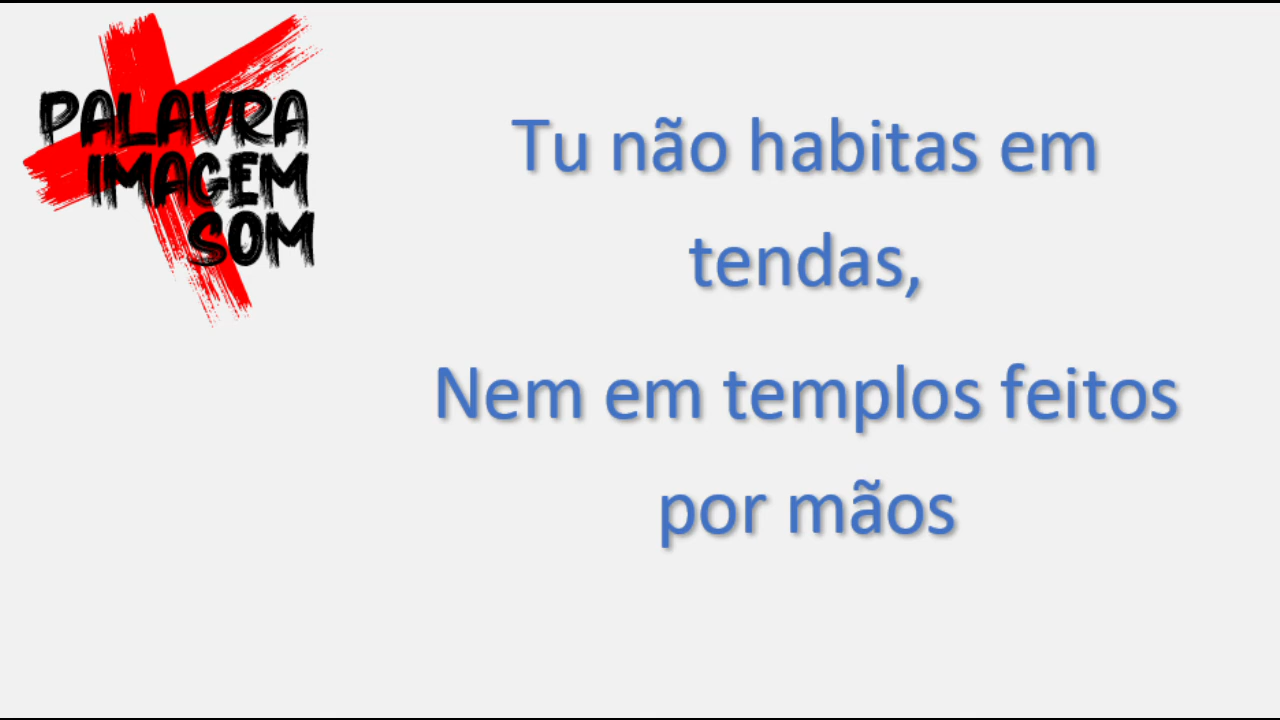 PALAVRA
IMAGEM
SOM
Tu não habitas em
tendas,
Nem em templos feitos
por mãos